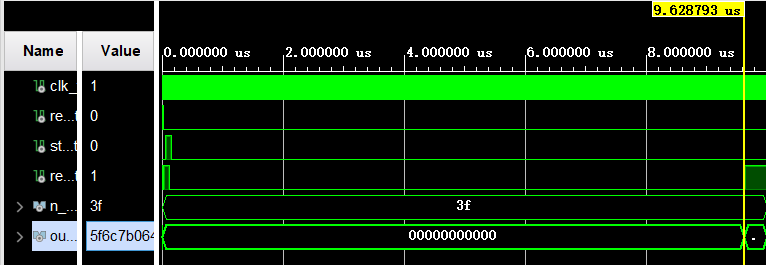 9.628793 us
Name Value 0.000000 us 2.000000 us 4.000000 us 6.000000 us 8.000000 us
clk_ 1
re...t 0
st...t 0
re...t 1
n_... 3f 3f
ou... 5f6c7b064 00000000000 .